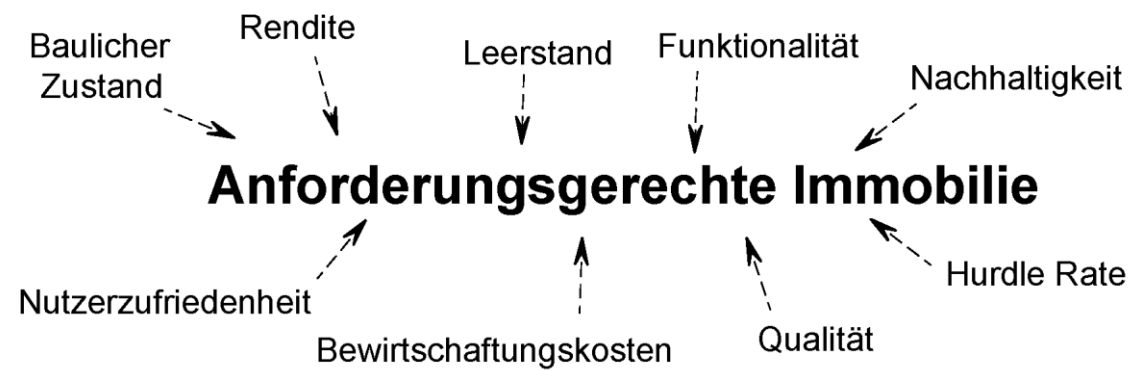 Rendite
Baulicher
Zustand
Leerstand
Funktionalität
Nachhaltigkeit
Anforderungsgerechte Immobilie
Nutzerzufriedenheit
Bewirtschaftungskosten
Qualität
Hurdle Rate